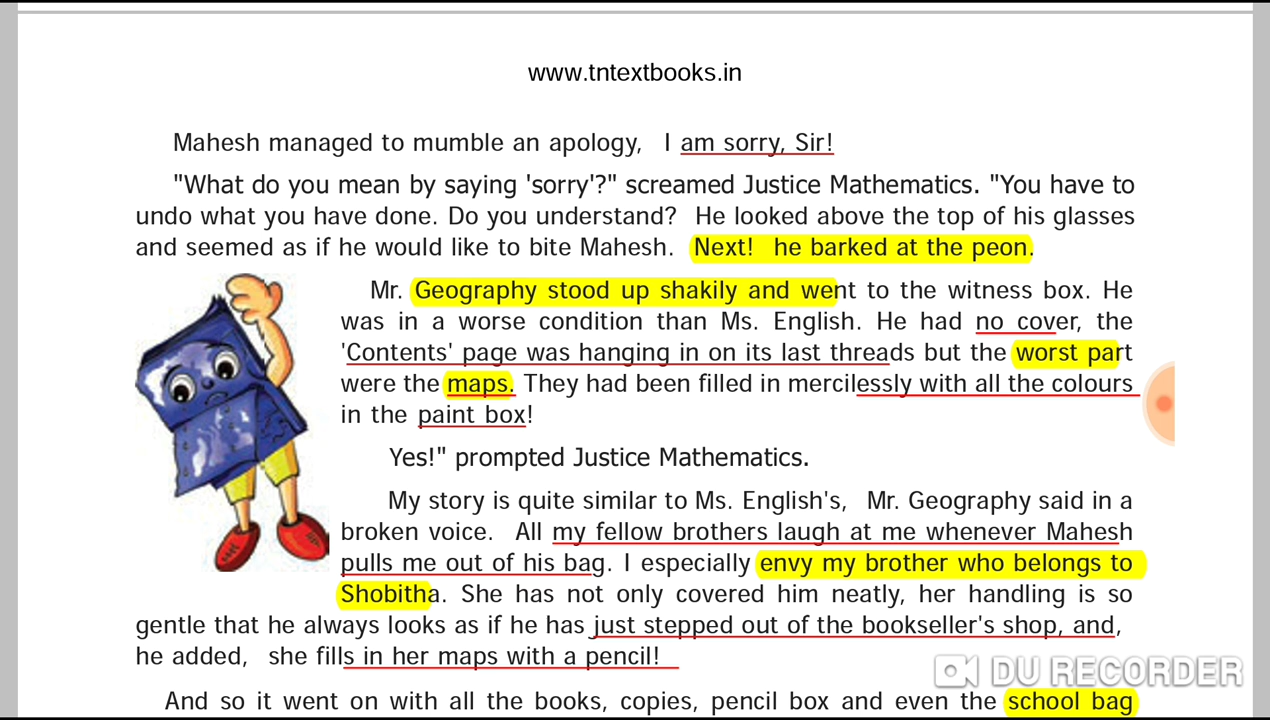 www.tntextbooks.in
Mahesh managed to mumble an apology, I am sorry, Sir!
"What do you mean by saying 'sorry'?" screamed Justice Mathematics. "You have to
undo what you have done. Do you understand? He looked above the top of his glasses
and seemed as if he would like to bite Mahesh. Next! he barked at the peon.
Mr. Geography stood up shakily and went to the witness box. He
was in a worse condition than Ms. English. He had no cover, the
'Contents' page was hanging in on its last threads but the worst part
were the maps. They had been filled in mercilessly with all the colours
in the paint box!
Yes!" prompted Justice Mathematics.
My story is quite similar to Ms. English's, Mr. Geography said in a
broken voice. All my fellow brothers laugh at me whenever Mahesh
pulls me out of his bag. I especially envy my brother who belongs to
Shobitha. She has not only covered him neatly, her handling is so
gentle that he always looks as if he has just stepped out of the bookseller's shop, and,
he added, she fills in her maps with a pencil!
DU RECORDER
And so it went on with all the books, copies, pencil box and even the school bag